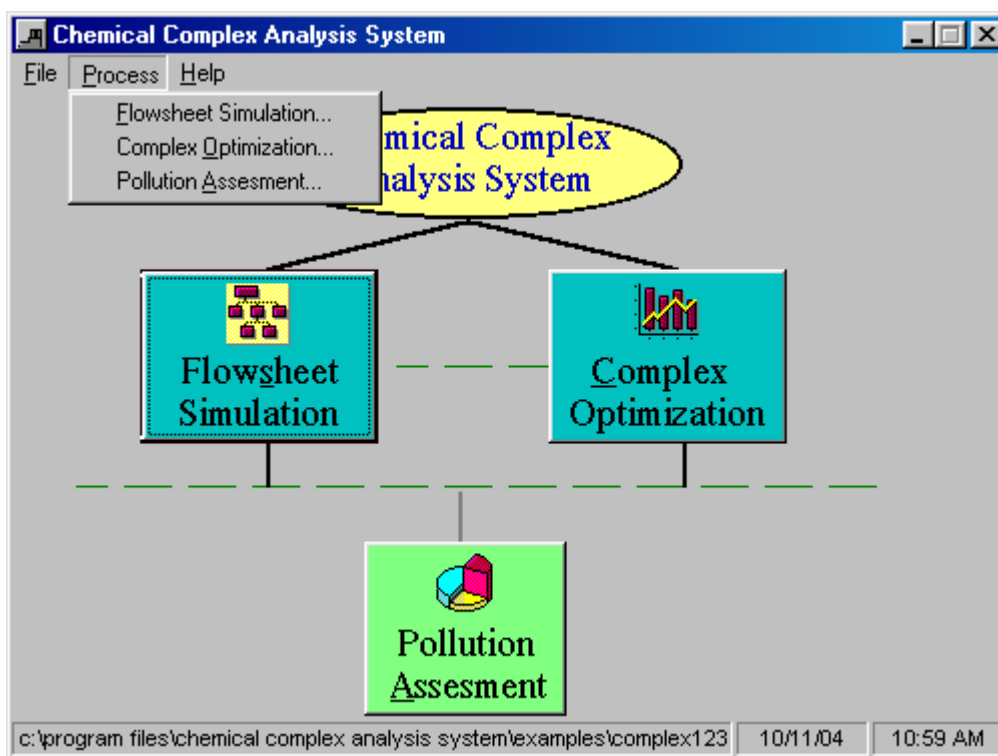 Chemical Complex Analysis System
File Process Help
Flowsheet Simulation...
Complex Optimization...
Pollution Assesment...
mical Complex
nalysis System
Flowsheet
Simulation
Complex
Optimization
Pollution
Assesment
c:\program files\chemical complex analysis system\examples\complex123 10/11/04 10:59 AM